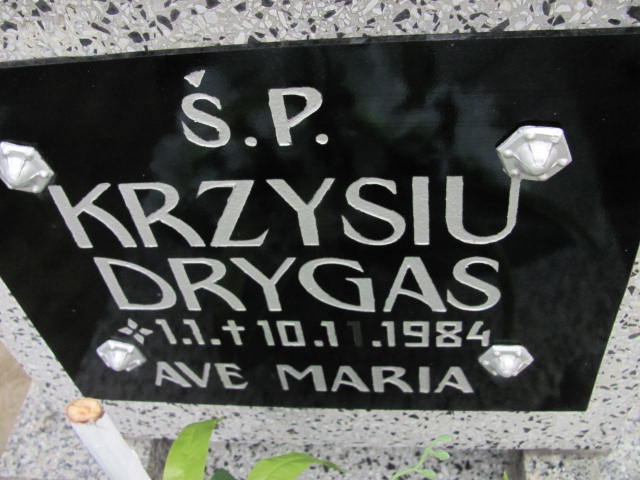 Ś.P.
KRZYSIU
DRYGAS
* 1.1. † 10.11.1984
AVE MARIA